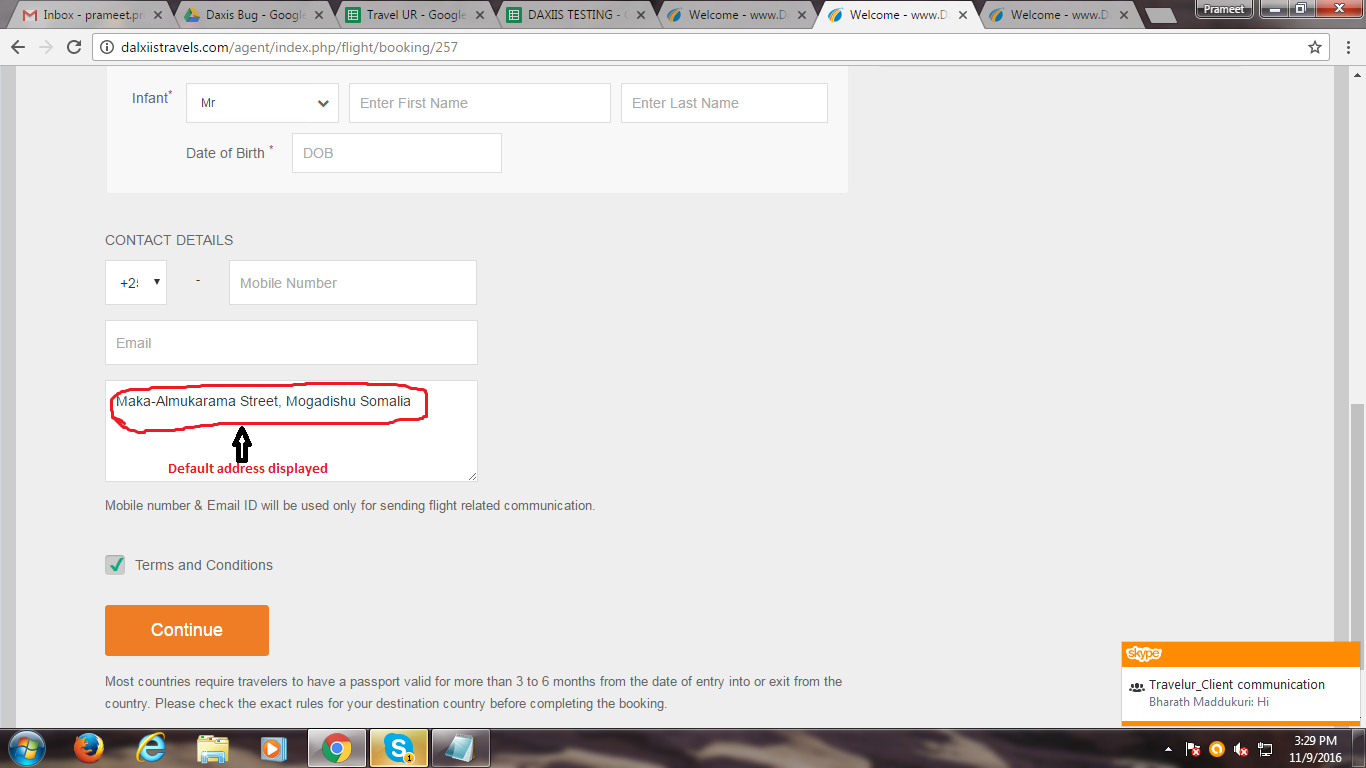 Inbox - prameet.pr
Daxis Bug - Google
Travel UR - Google
DAXIIS TESTING - G
Welcome - www.D
Welcome - www.D
Welcome - www.D
Prameet
dalxiistravels.com/agent/index.php/flight/booking/257
Infant* Mr Enter First Name Enter Last Name
Date of Birth * DOB
CONTACT DETAILS
- Mobile Number
Email
Maka-Almukarama Street, Mogadishu Somalia
Default address displayed
Mobile number & Email ID will be used only for sending flight related communication.
Terms and Conditions
Continue
Most countries require travelers to have a passport valid for more than 3 to 6 months from the date of entry into or exit from the
country. Please check the exact rules for your destination country before completing the booking.
skype
Travelur_Client communication
Bharath Maddukuri: Hi
1
3:29 PM
11/9/2016